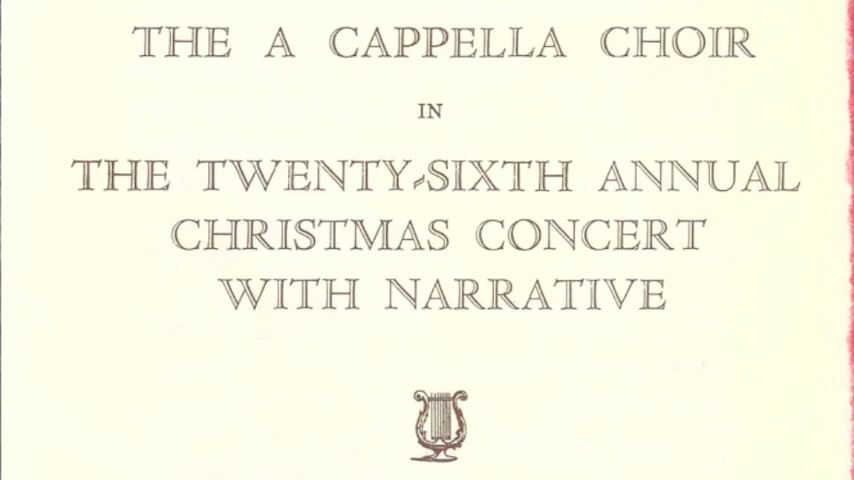 THE A CAPPELLA CHOIR
IN
THE TWENTY-SIXTH ANNUAL
CHRISTMAS CONCERT
WITH NARRATIVE